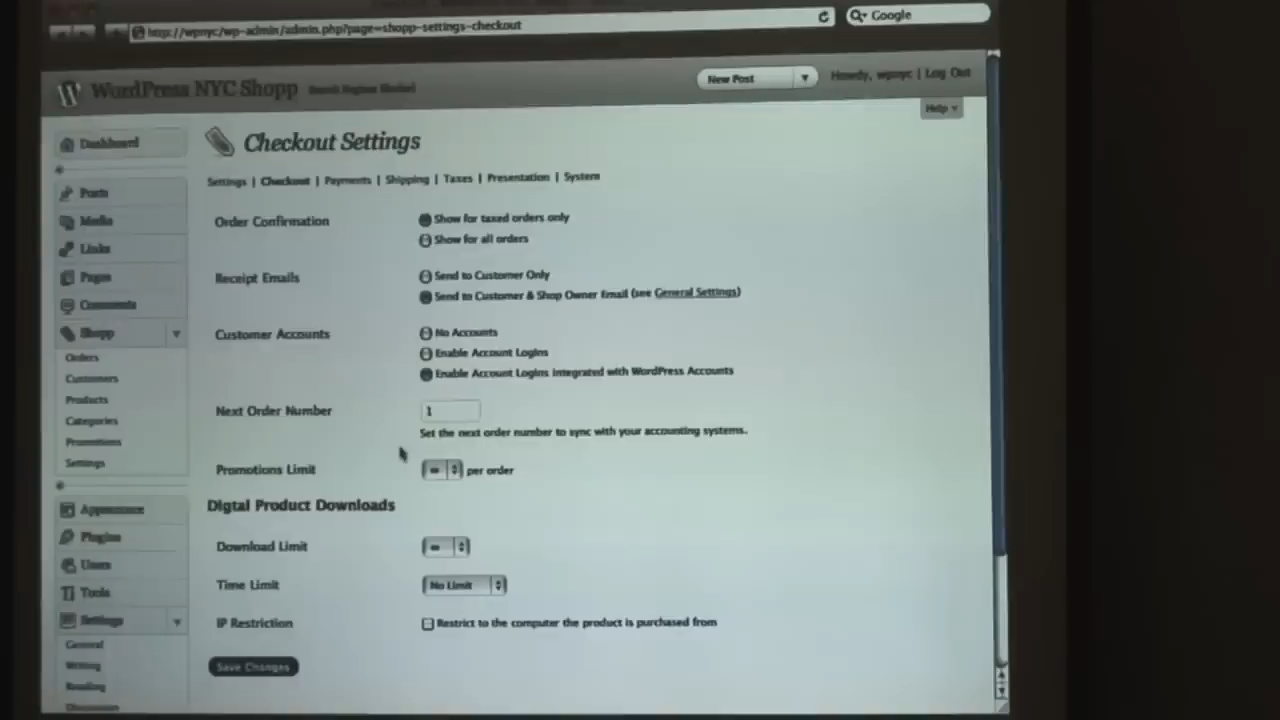 http://wpnyc/wp-admin/admin.php?page=shopp-settings-checkout
Google
WordPress NYC Shopp
New Post
Howdy, wpnyc | Log Out
Help
Dashboard
Posts
Media
Links
Pages
Comments
Shopp
Orders
Customers
Products
Categories
Promotions
Settings
Appearance
Plugins
Users
Tools
Settings
General
Writing
Reading
Discussion
Checkout Settings
Settings | Checkout | Payments | Shipping | Taxes | Presentation | System
Order Confirmation
Show for taxed orders only
Show for all orders
Receipt Emails
Send to Customer Only
Send to Customer & Shop Owner Email (see General Settings)
Customer Accounts
No Accounts
Enable Account Logins
Enable Account Logins integrated with WordPress Accounts
Next Order Number
1
Set the next order number to sync with your accounting systems.
Promotions Limit
∞ per order
Digtal Product Downloads
Download Limit
∞
Time Limit
No Limit
IP Restriction
Restrict to the computer the product is purchased from
Save Changes